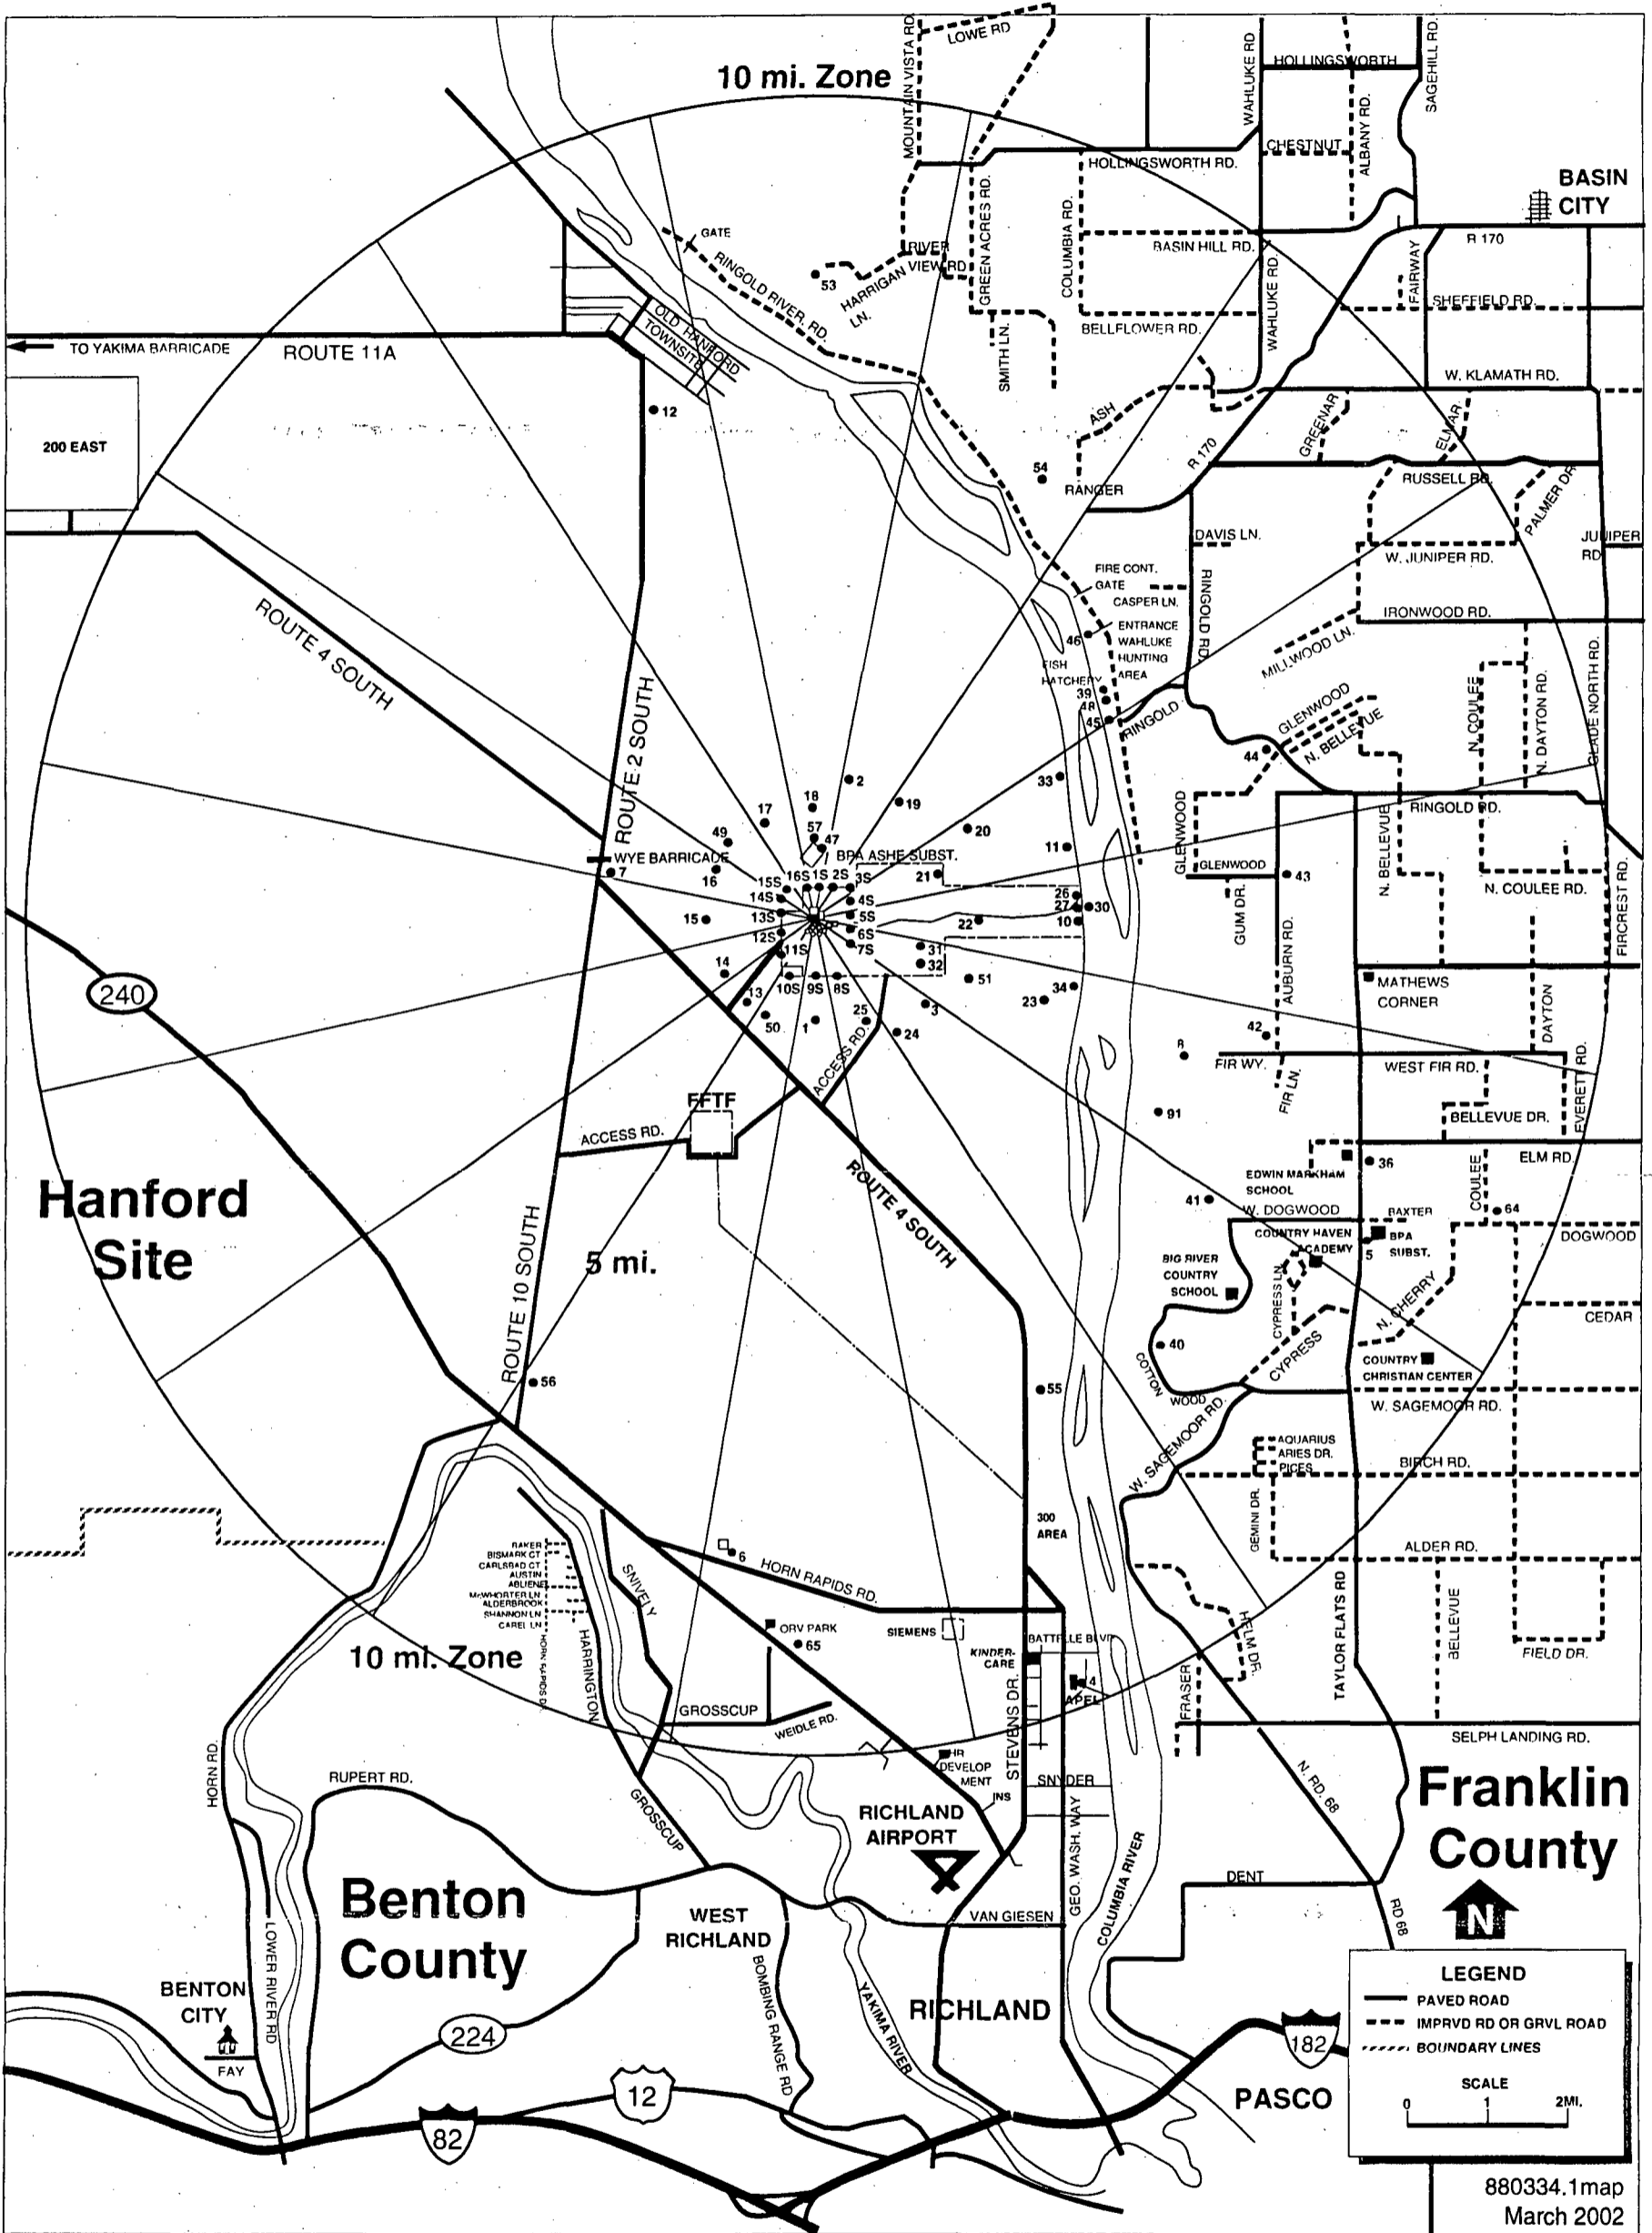 10 mi. Zone
MOUNTAIN VISTA RD
LOWE RD
WAHLUKE RD
HOLLINGSWORTH
SAGEHILL RD.
ALBANY RD.
CHESTNUT
HOLLINGSWORTH RD.
BASIN
CITY
GREEN ACRES RD.
COLUMBIA RD.
GATE
RINGOLD RIVER RD.
53
HARRIGAN
LN.
RIVER
VIEW RD
BASIN HILL RD.
WAHLUKE RD.
R 170
FAIRWAY
SHEFFIELD RD.
OLD HANFORD
TOWNSITE
SMITH LN.
BELLFLOWER RD.
TO YAKIMA BARRICADE
ROUTE 11A
W. KLAMATH RD.
12
200 EAST
ASH
GREENAR
ELMAR
R 170
54
RANGER
RUSSELL RD.
PALMER DR
DAVIS LN.
W. JUNIPER RD.
JUNIPER
RD
FIRE CONT.
GATE
CASPER LN.
RINGOLD RD.
IRONWOOD RD.
ROUTE 4 SOUTH
46
ENTRANCE
WAHLUKE
HUNTING
AREA
MILLWOOD LN.
FISH
HATCHERY
39
48
45
RINGOLD
GLENWOOD
N. BELLEVUE
N. COULEE
N. DAYTON RD.
GLADE NORTH RD.
ROUTE 2 SOUTH
44
2
33
18
19
17
GLENWOOD
RINGOLD RD.
57
47
20
49
11
WYE BARRICADE
BPA ASHE SUBST.
7
16
15S
16S
1S
2S
3S
21
GLENWOOD
43
N. BELLEVUE
N. COULEE RD.
14S
4S
26
27
30
10
GUM DR.
15
13S
5S
22
12S
6S
11S
7S
31
32
AUBURN RD.
FIRCREST RD.
14
10S
9S
8S
51
34
23
MATHEWS
CORNER
240
13
3
50
1
25
24
42
DAYTON
8
FIR WY.
WEST FIR RD.
FIR LN.
ACCESS RD.
FFTF
91
BELLEVUE DR.
EVERETT RD.
ACCESS RD.
ROUTE 4 SOUTH
36
ELM RD.
EDWIN MARKHAM
SCHOOL
Hanford
Site
41
W. DOGWOOD
BAXTER
COULEE
64
COUNTRY HAVEN
ACADEMY
5
BPA
SUBST.
DOGWOOD
5 mi.
ROUTE 10 SOUTH
BIG RIVER
COUNTRY
SCHOOL
CYPRESS LN.
N. CHERRY
CEDAR
40
CYPRESS
COUNTRY
CHRISTIAN CENTER
56
55
COTTON
WOOD
W. SAGEMOOR RD.
W. SAGEMOOR RD.
AQUARIUS
ARIES DR.
PICES
BIRCH RD.
GEMINI DR.
300
AREA
ALDER RD.
BAKER
BISMARK CT
CARLSBAD CT
AUSTIN
ABLIENE
McWHORTER LN
ALDERBROOK
SHANNON LN
CAREL LN
6
HORN RAPIDS RD.
SNIVELY
HARRINGTON
10 mi. Zone
ORV PARK
65
SIEMENS
BATTELLE BLVD
KINDER-
CARE
4
APEL
HELM DR.
TAYLOR FLATS RD
BELLEVUE
FIELD DR.
GROSSCUP
WEIDLE RD.
STEVENS DR.
FRASER
SELPH LANDING RD.
HORN RD.
RUPERT RD.
GROSSCUP
HR
DEVELOP
MENT
INS
SNYDER
N. RD. 68
RICHLAND
AIRPORT
GEO. WASH. WAY
COLUMBIA RIVER
Franklin
County
DENT
Benton
County
WEST
RICHLAND
VAN GIESEN
RD 68
N
LOWER RIVER RD
BENTON
CITY
FAY
224
BOMBING RANGE RD
YAKIMA RIVER
RICHLAND
182
PASCO
12
82
LEGEND
PAVED ROAD
IMPRVD RD OR GRVL ROAD
BOUNDARY LINES
SCALE
0 1 2MI.
880334.1map
March 2002